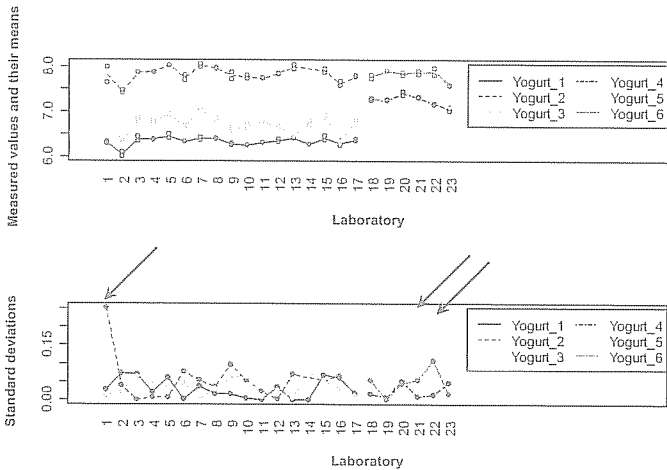 Measured values and their means
8.0
7.0
6.0
Yogurt_1 Yogurt_4
Yogurt_2 Yogurt_5
Yogurt_3 Yogurt_6
1 2 3 4 5 6 7 8 9 10 11 12 13 14 15 16 17 18 19 20 21 22 23
Laboratory
Standard deviations
0.15
0.00
Yogurt_1 Yogurt_4
Yogurt_2 Yogurt_5
Yogurt_3 Yogurt_6
1 2 3 4 5 6 7 8 9 10 11 12 13 14 15 16 17 18 19 20 21 22 23
Laboratory